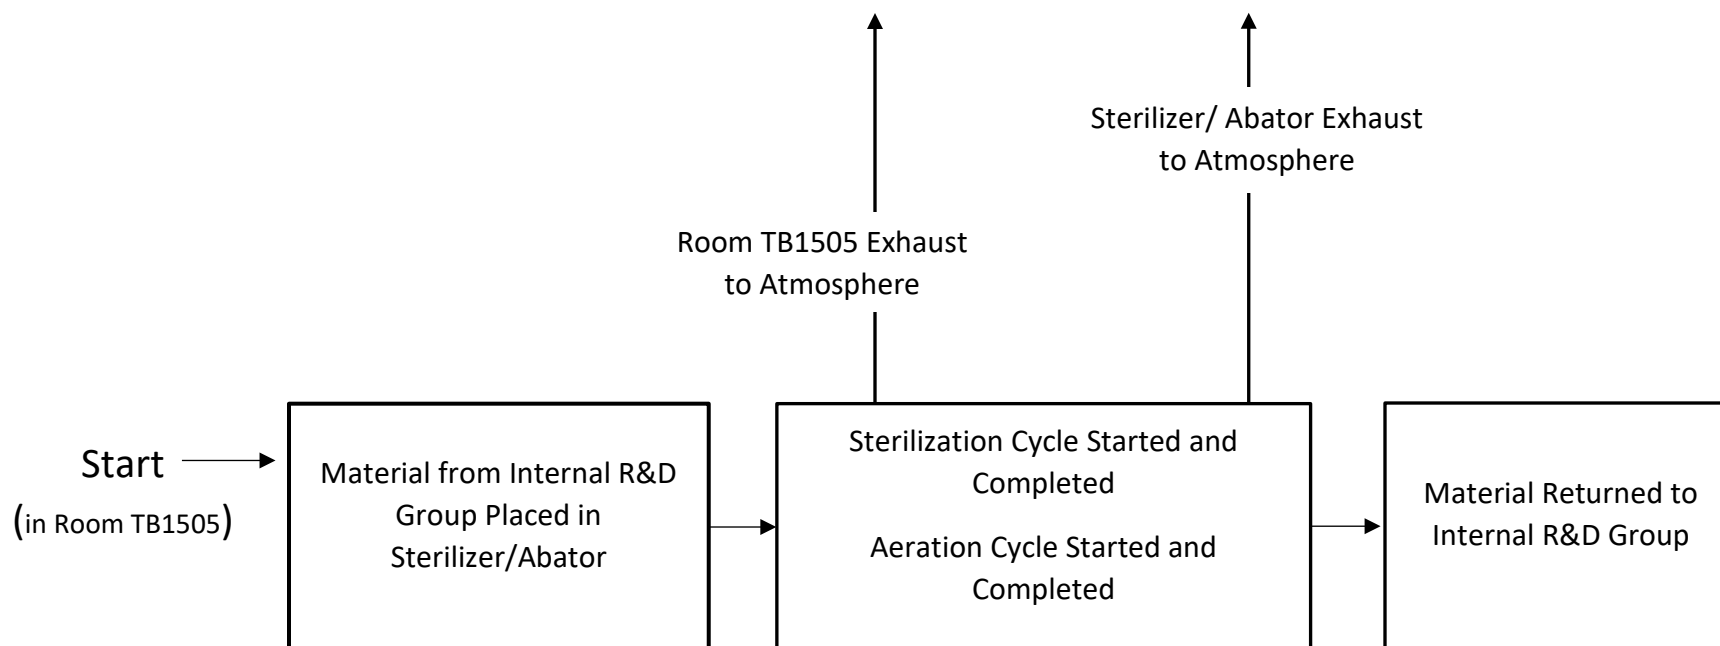 Sterilizer/ Abator Exhaust
to Atmosphere
Room TB1505 Exhaust
to Atmosphere
Start
(in Room TB1505)
Material from Internal R&D
Group Placed in
Sterilizer/Abator
Sterilization Cycle Started and
Completed
Aeration Cycle Started and
Completed
Material Returned to
Internal R&D Group